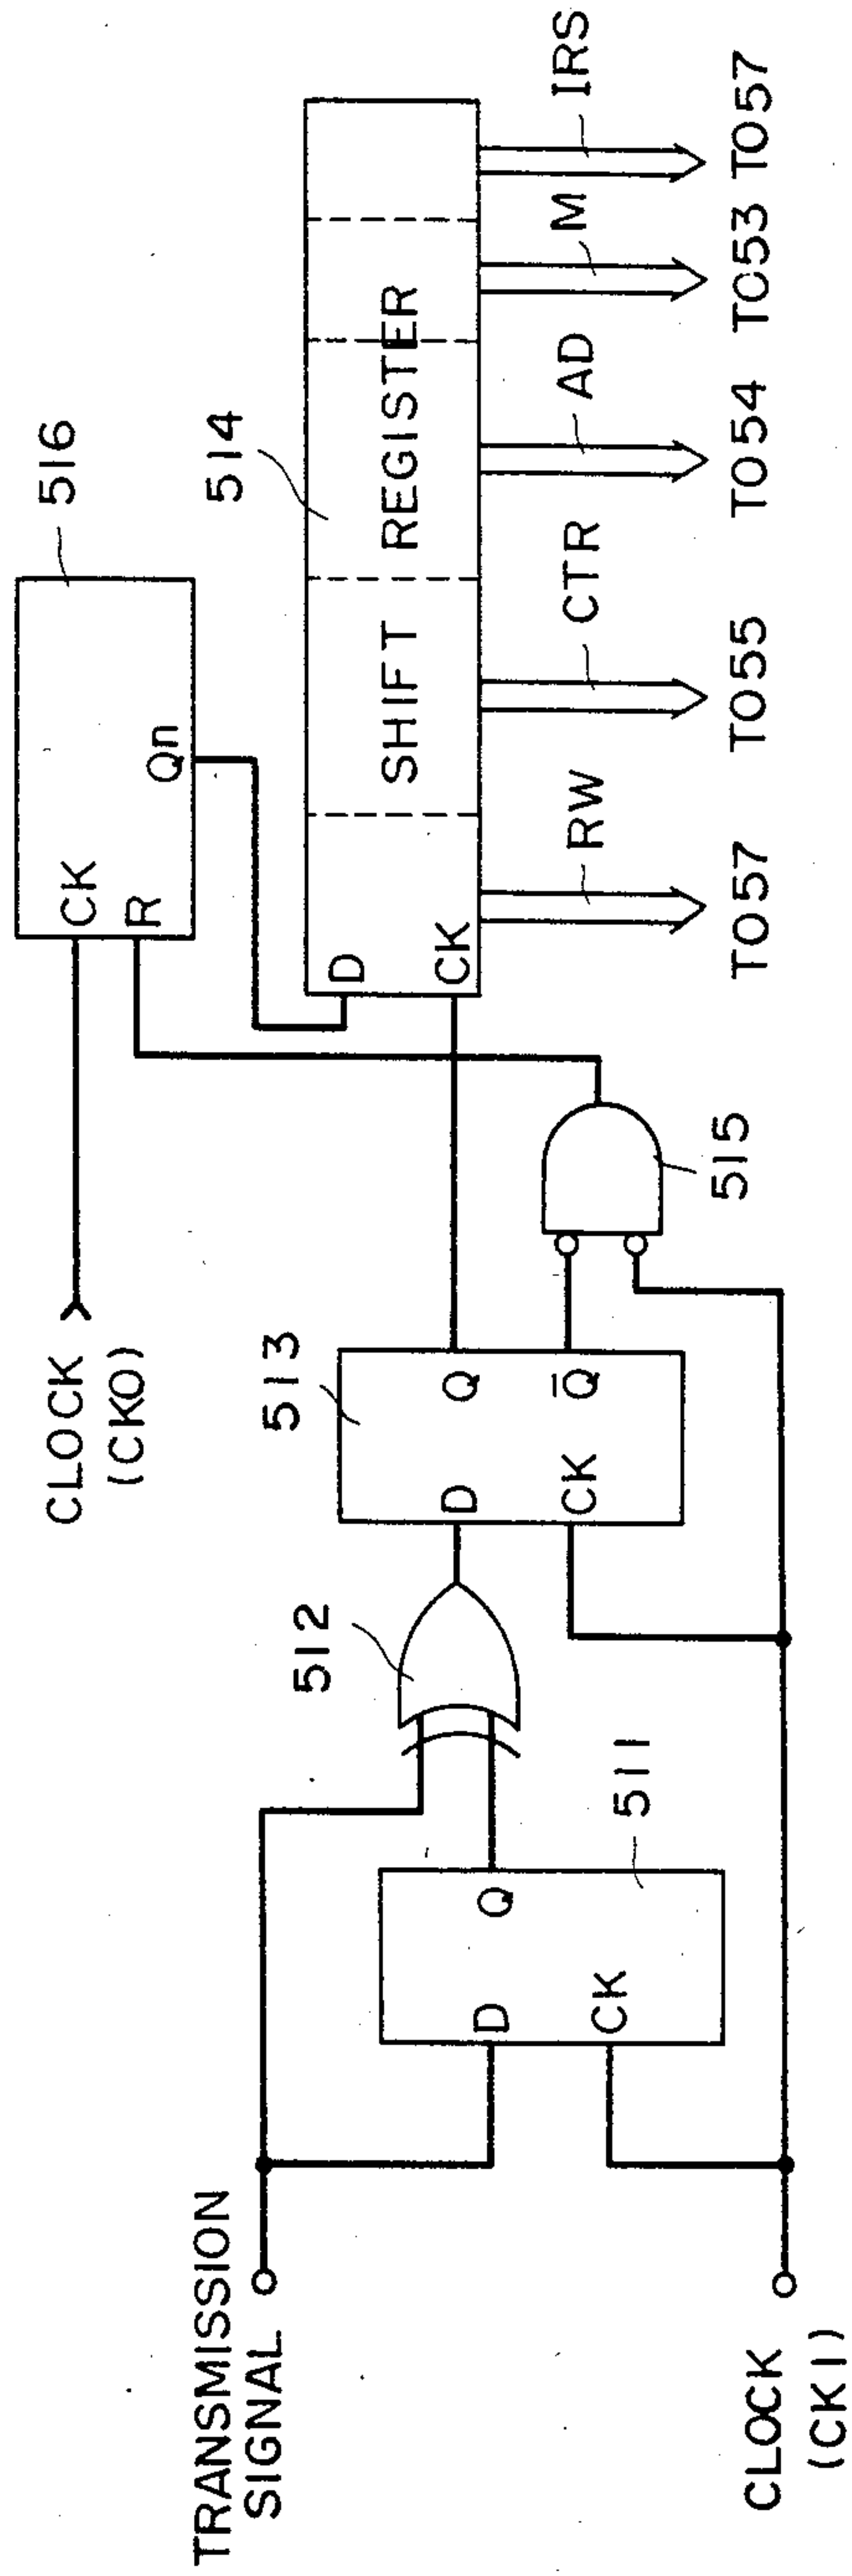 CLOCK
(CK0)
CK
R
Qn
516
TRANSMISSION
SIGNAL
D
CK
Q
511
512
D
CK
Q
Q̄
513
515
D
CK
SHIFT REGISTER
514
RW
CTR
AD
M
IRS
TO57
TO55
TO54
TO53
TO57
CLOCK
(CK1)